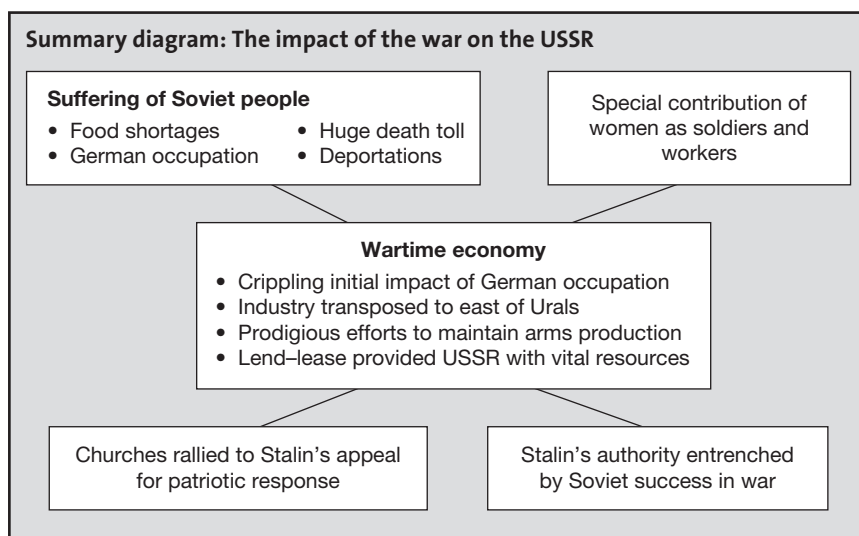 Summary diagram: The impact of the war on the USSR
Suffering of Soviet people
• Food shortages
• German occupation
• Huge death toll
• Deportations
Special contribution of
women as soldiers and
workers
Wartime economy
• Crippling initial impact of German occupation
• Industry transposed to east of Urals
• Prodigious efforts to maintain arms production
• Lend–lease provided USSR with vital resources
Churches rallied to Stalin’s appeal
for patriotic response
Stalin’s authority entrenched
by Soviet success in war